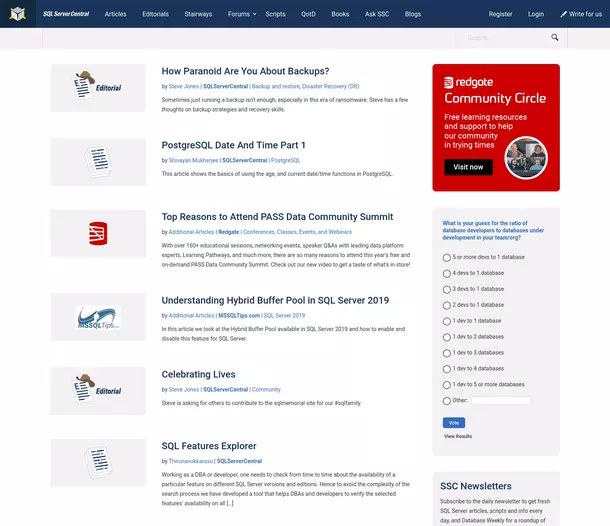 SQLServerCentral Articles Editorials Stairways Forums Scripts QotD Books Ask SSC Blogs Register Login Write for us
Editorial
How Paranoid Are You About Backups?
by Steve Jones | SQLServerCentral | Backup and restore, Disaster Recovery (DR)
Sometimes just running a backup isn't enough, especially in this era of ransomware. Steve has a few
thoughts on backup strategies and recovery skills.
PostgreSQL Date And Time Part 1
by Shivayan Mukherjee | SQLServerCentral | PostgreSQL
This article shows the basics of using the age, and current date/time functions in PostgreSQL.
Top Reasons to Attend PASS Data Community Summit
by Additional Articles | Redgate | Conferences, Classes, Events, and Webinars
With over 160+ educational sessions, networking events, speaker Q&As with leading data platform
experts, Learning Pathways, and much more, there are so many reasons to attend this year's free and
on-demand PASS Data Community Summit. Check out our new video to get a taste of what's in store!
MSSQLTips.com
Understanding Hybrid Buffer Pool in SQL Server 2019
by Additional Articles | MSSQLTips.com | SQL Server 2019
In this article we look at the Hybrid Buffer Pool available in SQL Server 2019 and how to enable and
disable this feature for SQL Server.
Editorial
Celebrating Lives
by Steve Jones | SQLServerCentral | Community
Steve is asking for others to contribute to the sqlmemorial site for our #sqlfamily.
SQL Features Explorer
by Thirunavukkarasu | SQLServerCentral
Working as a DBA or developer, one needs to check from time to time about the availability of a
particular feature on different SQL Server versions and editions. Hence to avoid the complexity of the
search process we have developed a tool that helps DBAs and developers to verify the selected
features' availability on all [...]
redgate
Community Circle
Free learning resources
and support to help
our community
in trying times
Visit now
What is your guess for the ratio of
database developers to databases under
development in your team/org?
5 or more devs to 1 database
4 devs to 1 database
3 devs to 1 database
2 devs to 1 database
1 dev to 1 database
1 dev to 2 databases
1 dev to 3 databases
1 dev to 4 databases
1 dev to 5 or more databases
Other:
Vote
View Results
SSC Newsletters
Subscribe to the daily newsletter to get fresh
SQL Server articles, scripts and info every
day, and Database Weekly for a roundup of